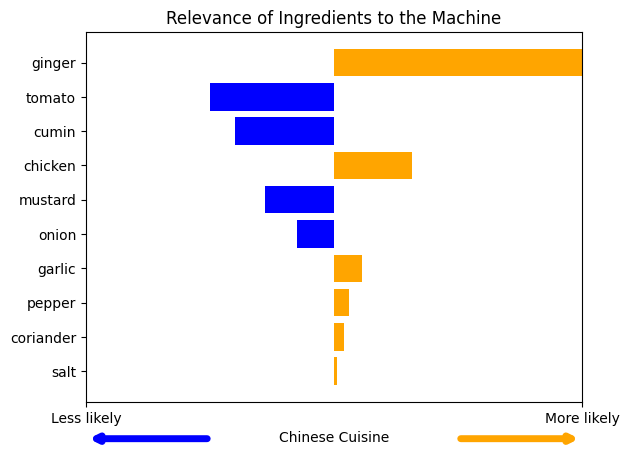 Relevance of Ingredients to the Machine
ginger
tomato
cumin
chicken
mustard
onion
garlic
pepper
coriander
salt
Less likely
More likely
Chinese Cuisine